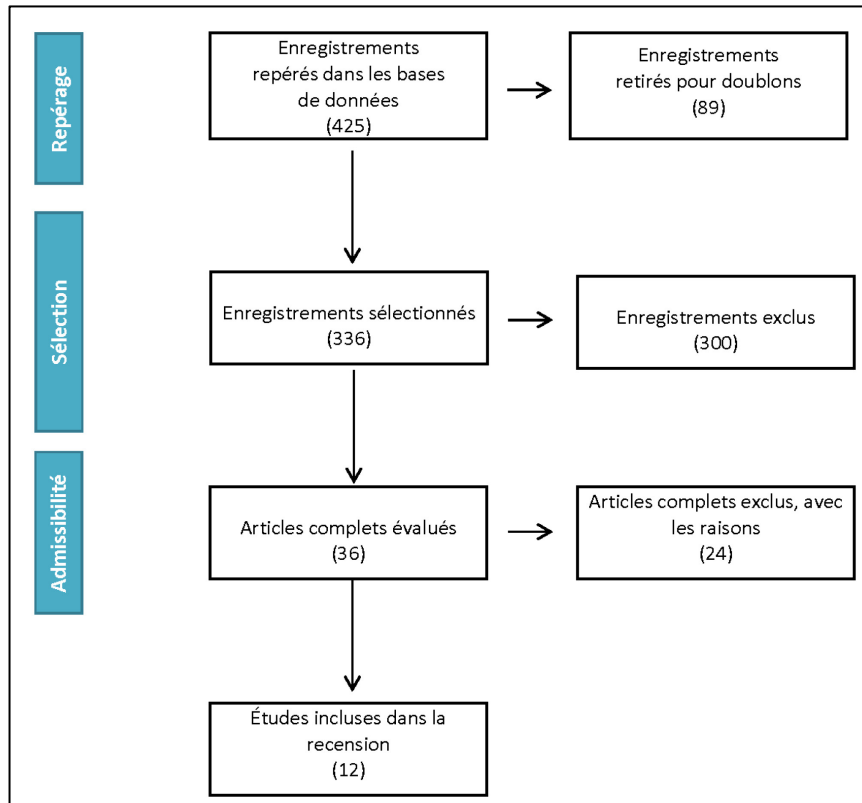 Repérage
Enregistrements
repérés dans les bases
de données
(425)
Enregistrements
retirés pour doublons
(89)
Sélection
Enregistrements sélectionnés
(336)
Enregistrements exclus
(300)
Admissibilité
Articles complets évalués
(36)
Articles complets exclus, avec
les raisons
(24)
Études incluses dans la
recension
(12)